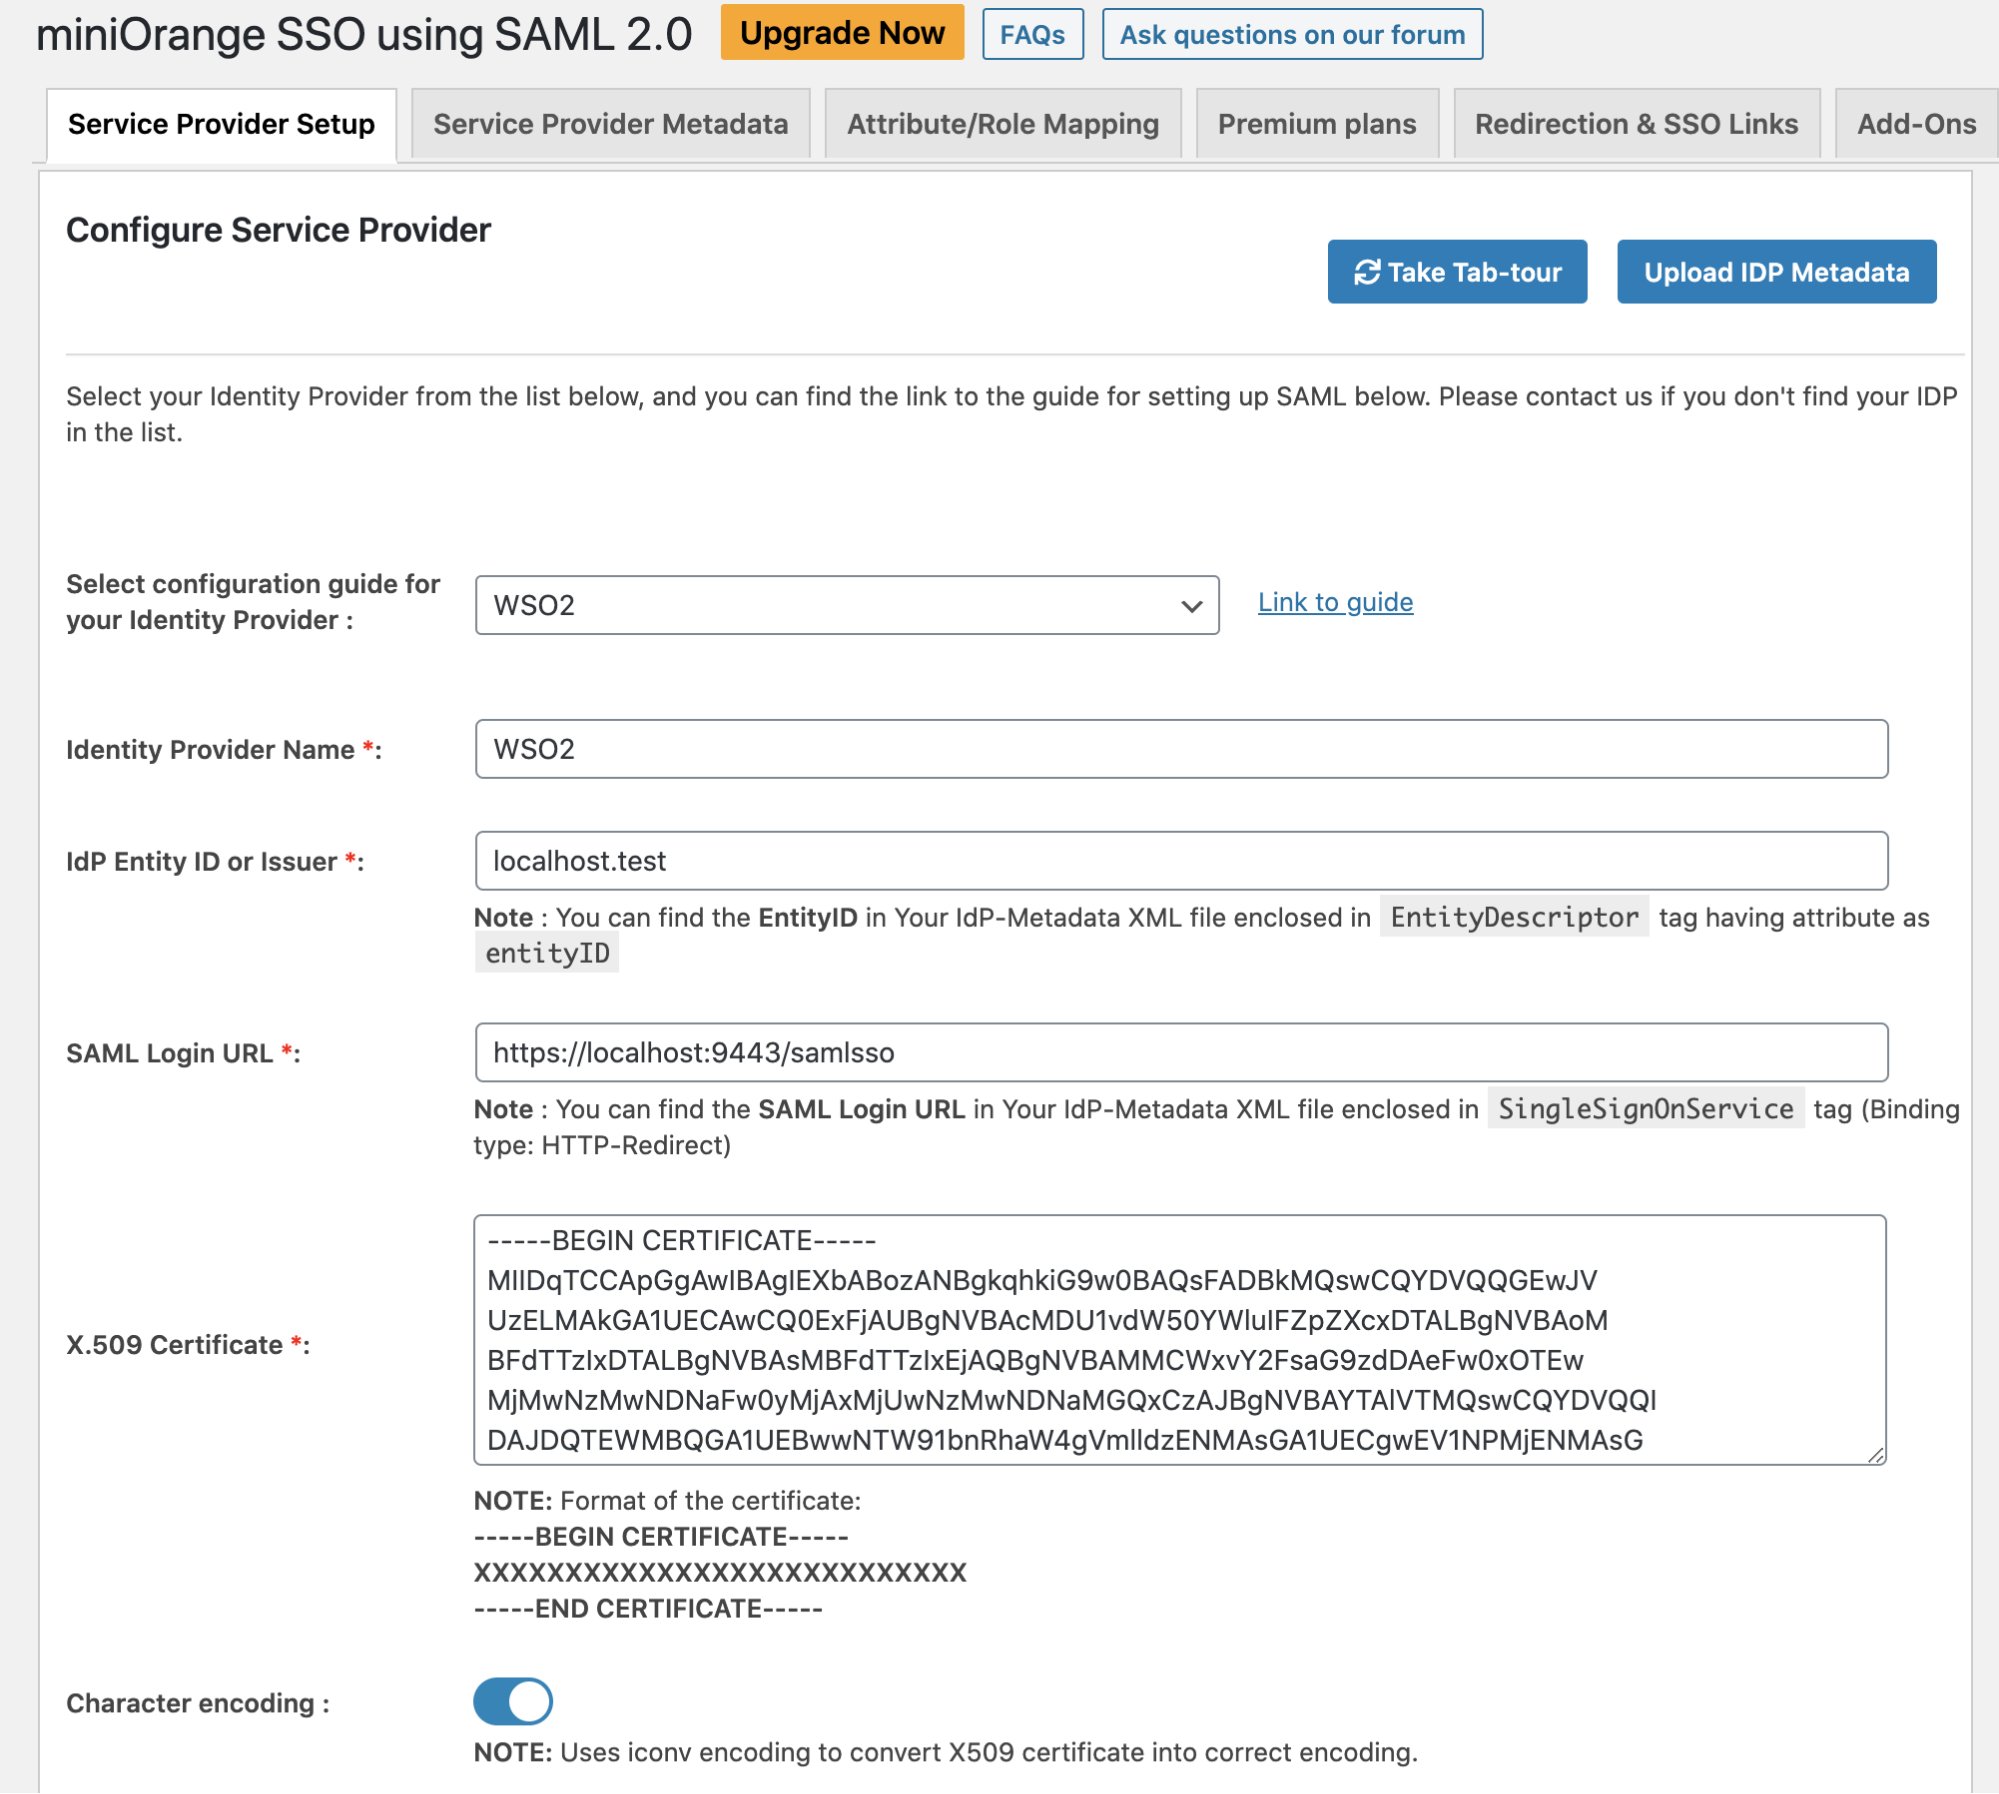 miniOrange SSO using SAML 2.0 Upgrade Now FAQs Ask questions on our forum
Service Provider Setup Service Provider Metadata Attribute/Role Mapping Premium plans Redirection & SSO Links Add-Ons
Configure Service Provider
Take Tab-tour Upload IDP Metadata
Select your Identity Provider from the list below, and you can find the link to the guide for setting up SAML below. Please contact us if you don't find your IDP
in the list.
Select configuration guide for
your Identity Provider :
WSO2
Link to guide
Identity Provider Name *:
WSO2
IdP Entity ID or Issuer *:
localhost.test
Note : You can find the EntityID in Your IdP-Metadata XML file enclosed in EntityDescriptor tag having attribute as
entityID
SAML Login URL *:
https://localhost:9443/samlsso
Note : You can find the SAML Login URL in Your IdP-Metadata XML file enclosed in SingleSignOnService tag (Binding
type: HTTP-Redirect)
X.509 Certificate *:
-----BEGIN CERTIFICATE-----
MIIDqTCCApGgAwIBAgIEXbABozANBgkqhkiG9w0BAQsFADBkMQswCQYDVQQGEwJV
UzELMAkGA1UECAwCQ0ExFjAUBgNVBAcMDU1vdW50YWluIFZpZXcxDTALBgNVBAoM
BFdTTzIxDTALBgNVBAsMBFdTTzIxEjAQBgNVBAMMCWxvY2FsaG9zdDAeFw0xOTEw
MjMwNzMwNDNaFw0yMjAxMjUwNzMwNDNaMGQxCzAJBgNVBAYTAlVTMQswCQYDVQQI
DAJDQTEWMBQGA1UEBwwNTW91bnRhaW4gVmlldzENMAsGA1UECgwEV1NPMjENMAsG
NOTE: Format of the certificate:
-----BEGIN CERTIFICATE-----
XXXXXXXXXXXXXXXXXXXXXXXXXXX
-----END CERTIFICATE-----
Character encoding :
NOTE: Uses iconv encoding to convert X509 certificate into correct encoding.